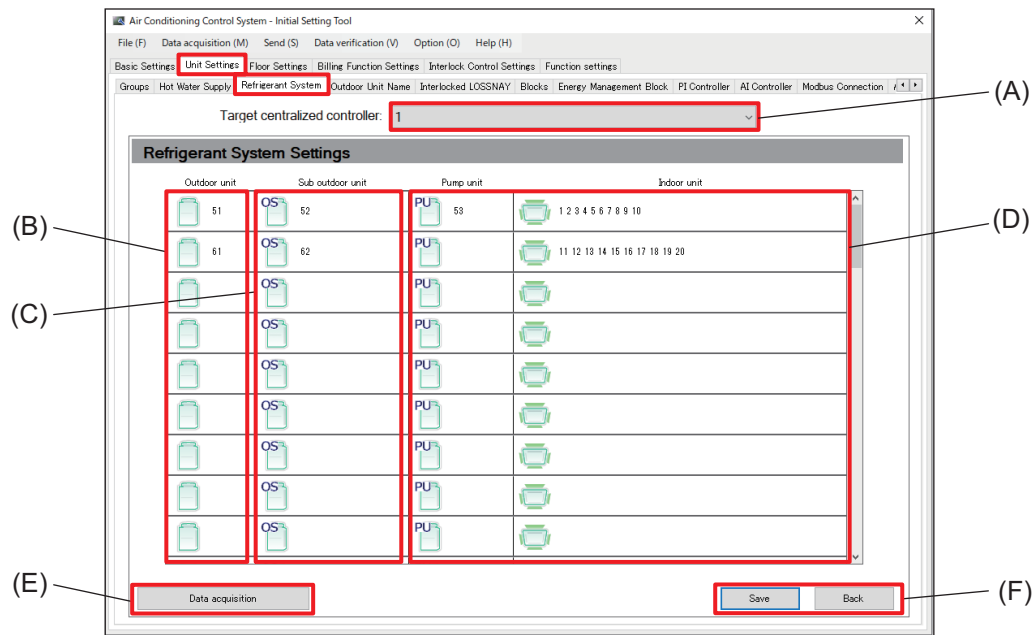 Air Conditioning Control System - Initial Setting Tool
File (F) Data acquisition (M) Send (S) Data verification (V) Option (O) Help (H)
Basic Settings Unit Settings Floor Settings Billing Function Settings Interlock Control Settings Function settings
Groups Hot Water Supply Refrigerant System Outdoor Unit Name Interlocked LOSSNAY Blocks Energy Management Block PI Controller AI Controller Modbus Connection
(A)
Target centralized controller: 1
Refrigerant System Settings
Outdoor unit Sub outdoor unit Pump unit Indoor unit
51 OS 52 PU 53 1 2 3 4 5 6 7 8 9 10
(B)
(D)
61 OS 62 PU 11 12 13 14 15 16 17 18 19 20
OS PU
(C)
OS PU
OS PU
OS PU
OS PU
OS PU
OS PU
(E)
Data acquisition Save Back
(F)